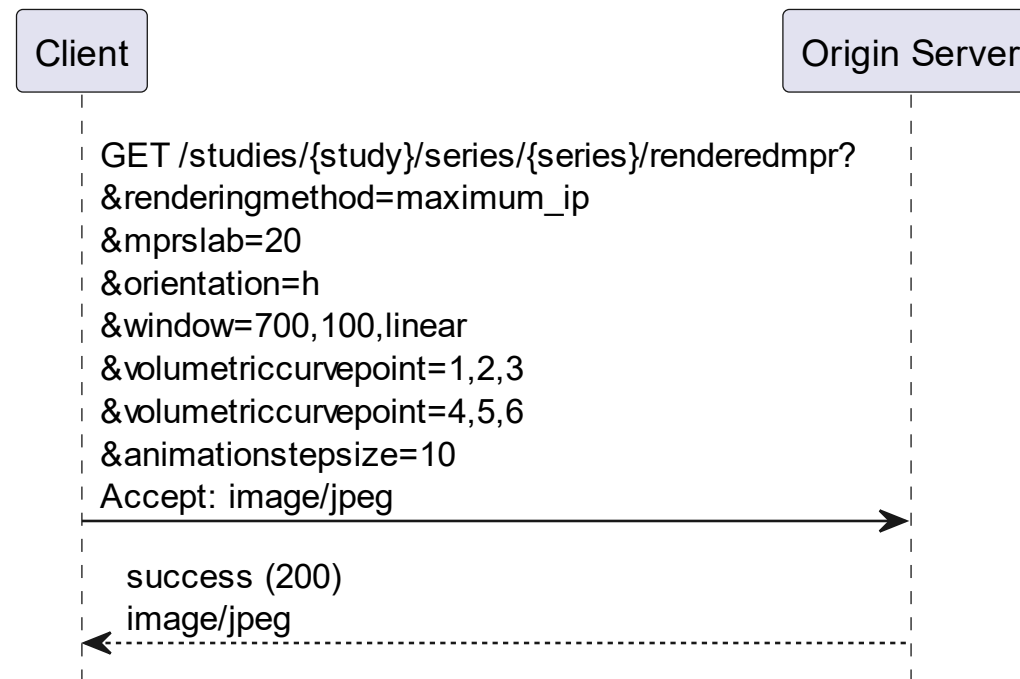 Client
Origin Server
GET /studies/{study}/series/{series}/renderedmpr?
&renderingmethod=maximum_ip
&mprslab=20
&orientation=h
&window=700,100,linear
&volumetriccurvepoint=1,2,3
&volumetriccurvepoint=4,5,6
&animationstepsize=10
Accept: image/jpeg
success (200)
image/jpeg